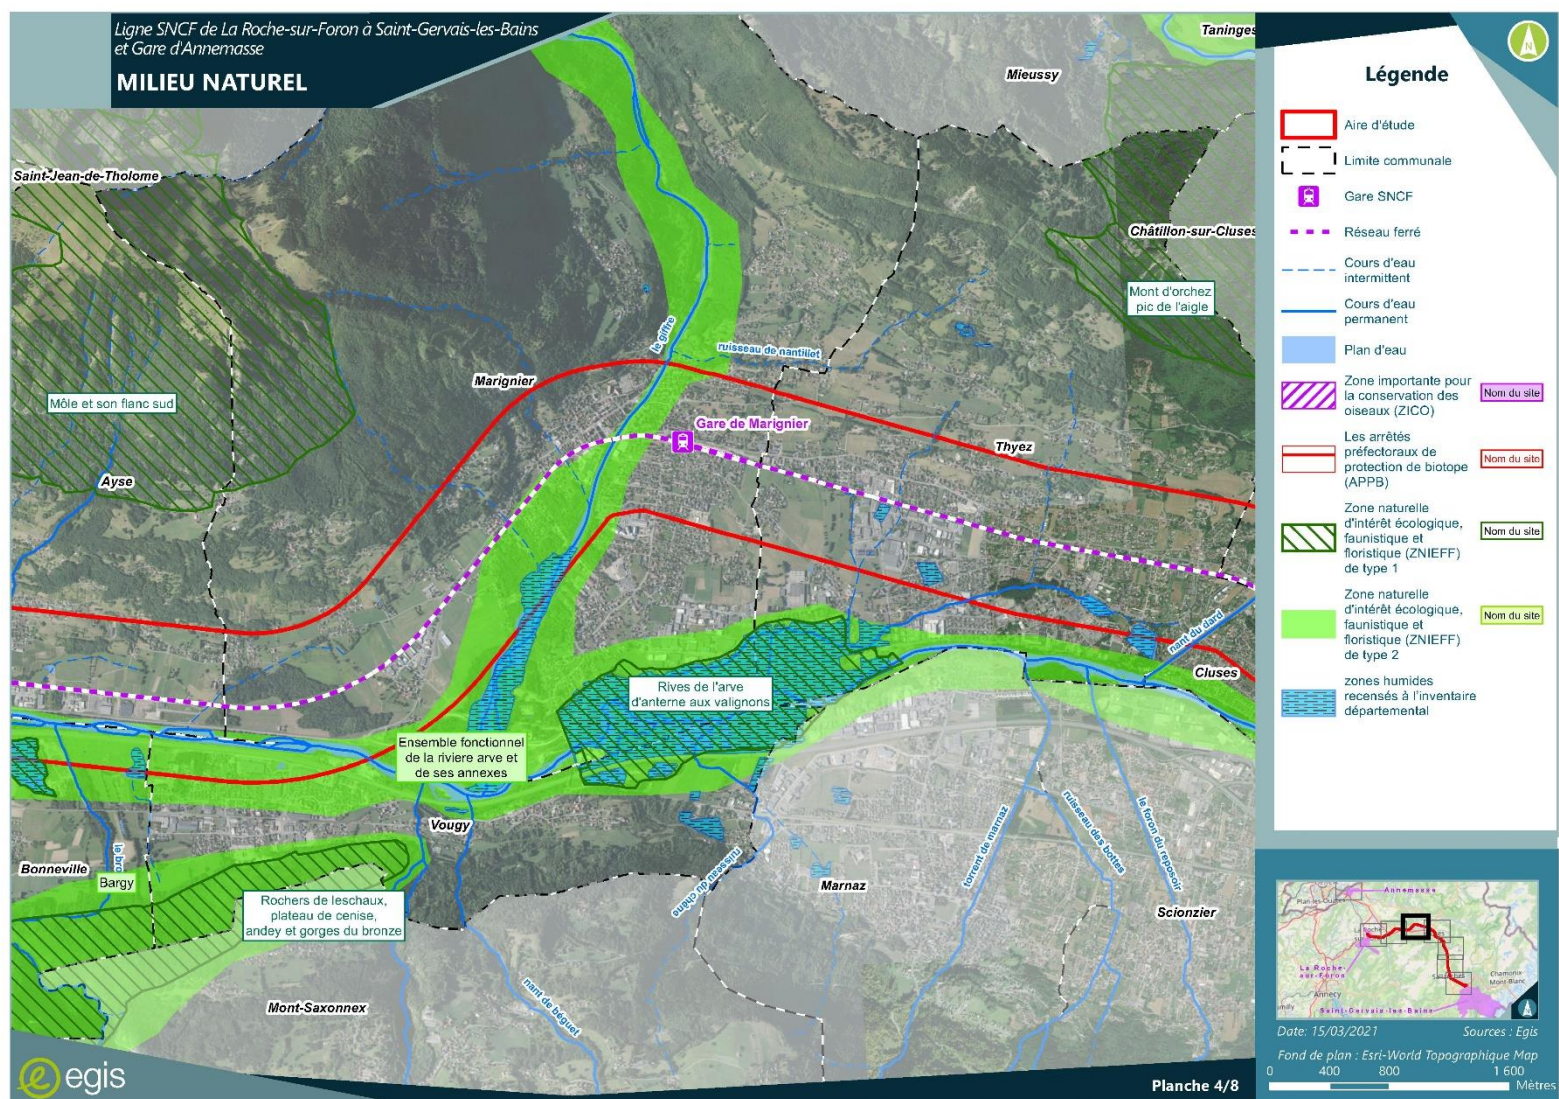 Ligne SNCF de La Roche-sur-Foron à Saint-Gervais-les-Bains
et Gare d'Annemasse
MILIEU NATUREL
Taninges
Mieussy
Saint-Jean-de-Tholome
Châtillon-sur-Cluses
Mont d'orchez
pic de l'aigle
le giffre
ruisseau de nantillet
Marignier
Môle et son flanc sud
Gare de Marignier
Thyez
Ayse
nant du dard
Cluses
Rives de l'arve
d'anterne aux valignons
Ensemble fonctionnel
de la riviere arve et
de ses annexes
Vougy
Bonneville
le bro
Bargy
Rochers de leschaux,
plateau de cenise,
andey et gorges du bronze
ruisseau du chêne
Marnaz
torrent de marnaz
ruisseau des bottes
le foron du reposoir
Scionzier
Mont-Saxonnex
nant de béguet
egis
Planche 4/8
Légende
Aire d'étude
Limite communale
Gare SNCF
Réseau ferré
Cours d'eau
intermittent
Cours d'eau
permanent
Plan d'eau
Zone importante pour
la conservation des
oiseaux (ZICO)
Nom du site
Les arrêtés
préfectoraux de
protection de biotope
(APPB)
Nom du site
Zone naturelle
d'intérêt écologique,
faunistique et
floristique (ZNIEFF)
de type 1
Nom du site
Zone naturelle
d'intérêt écologique,
faunistique et
floristique (ZNIEFF)
de type 2
Nom du site
zones humides
recensés à l'inventaire
départemental
Annemasse
Plan-les-Ouates
La Roche-
sur-Foron
Annecy
Chamonix
Mont-Blanc
Saint-Gervais-les-Bains
Date: 15/03/2021
Sources : Egis
Fond de plan : Esri-World Topographique Map
0 400 800 1 600
Mètres